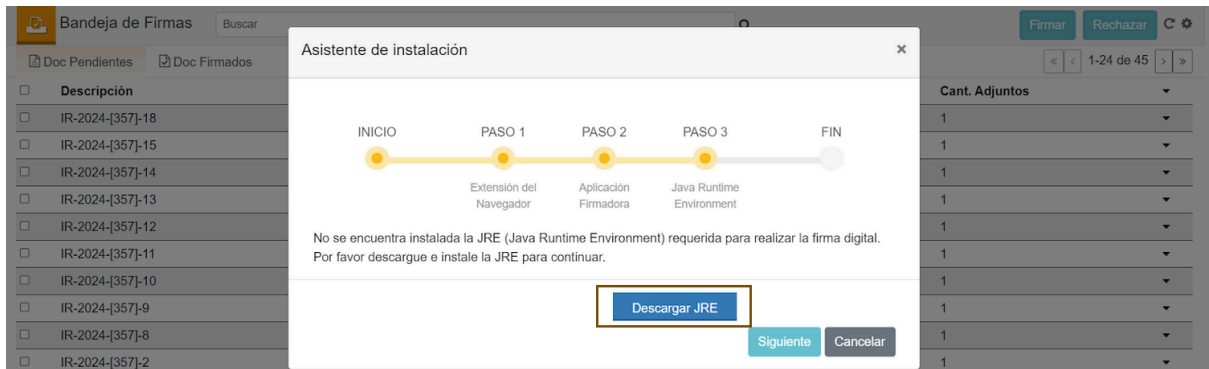 Bandeja de Firmas
Buscar
Firmar
Rechazar
Doc Pendientes
Doc Firmados
1-24 de 45
Asistente de instalación
×
INICIO
PASO 1
PASO 2
PASO 3
FIN
Extensión del
Navegador
Aplicación
Firmadora
Java Runtime
Environment
No se encuentra instalada la JRE (Java Runtime Environment) requerida para realizar la firma digital.
Por favor descargue e instale la JRE para continuar.
Descargar JRE
Siguiente
Cancelar
Descripción
Cant. Adjuntos
IR-2024-[357]-18
1
IR-2024-[357]-15
1
IR-2024-[357]-14
1
IR-2024-[357]-13
1
IR-2024-[357]-12
1
IR-2024-[357]-11
1
IR-2024-[357]-10
1
IR-2024-[357]-9
1
IR-2024-[357]-8
1
IR-2024-[357]-2
1